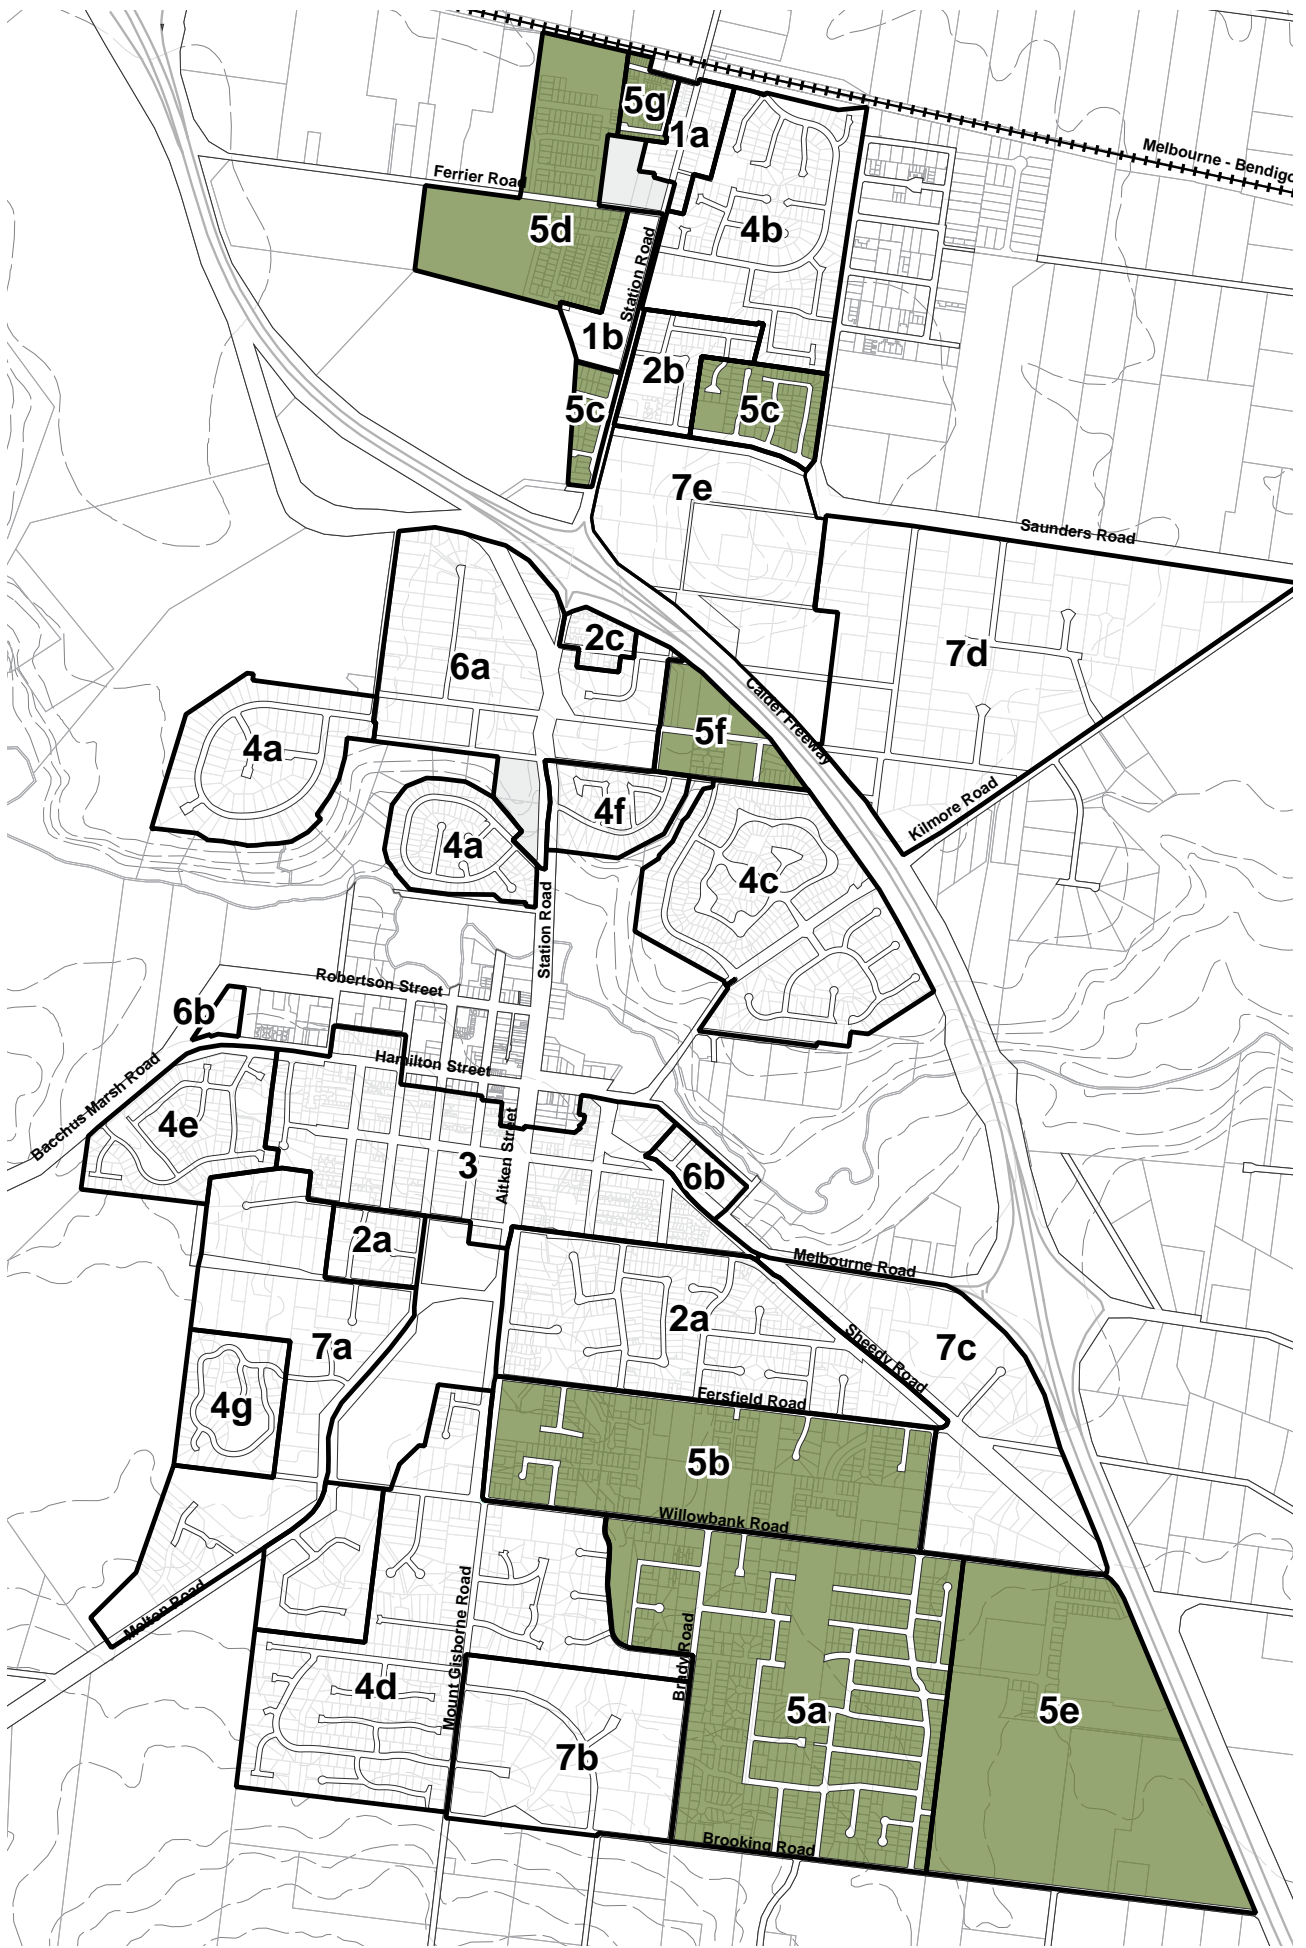 5g
1a
Melbourne - Bendigo
Ferrier Road
5d
4b
Station Road
1b
2b
5c
5c
7e
Saunders Road
2c
6a
7d
Calder Freeway
5f
4a
4f
Kilmore Road
4a
4c
Station Road
Robertson Street
6b
Hamilton Street
Bacchus Marsh Road
4e
Aitken Street
3
6b
2a
Melbourne Road
2a
Sheedy Road
7c
7a
Fersfield Road
4g
5b
Willowbank Road
Melton Road
Mount Gisborne Road
Brady Road
4d
5a
5e
7b
Brooking Road